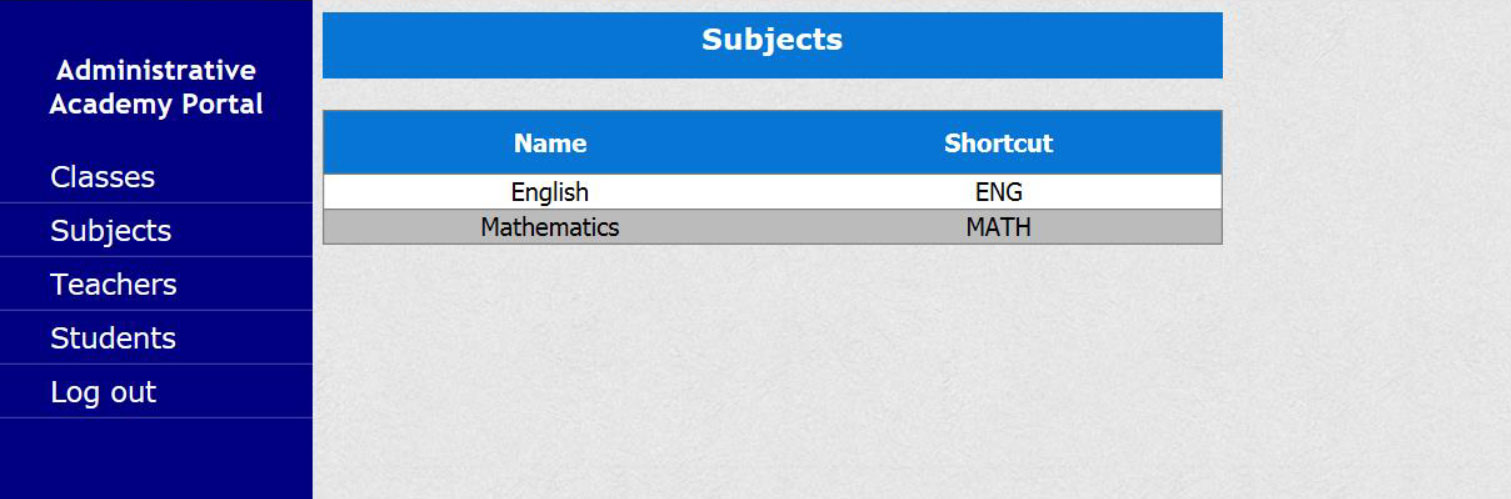 Administrative
Academy Portal
Classes
Subjects
Teachers
Students
Log out
Subjects
Name Shortcut
English ENG
Mathematics MATH